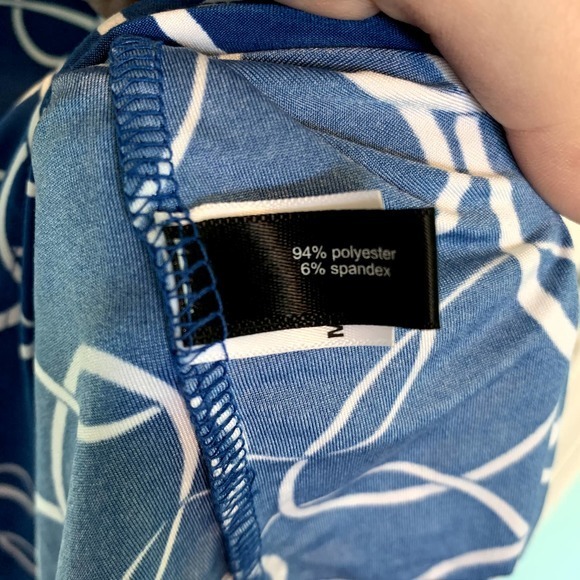 94% polyester
6% spandex
M